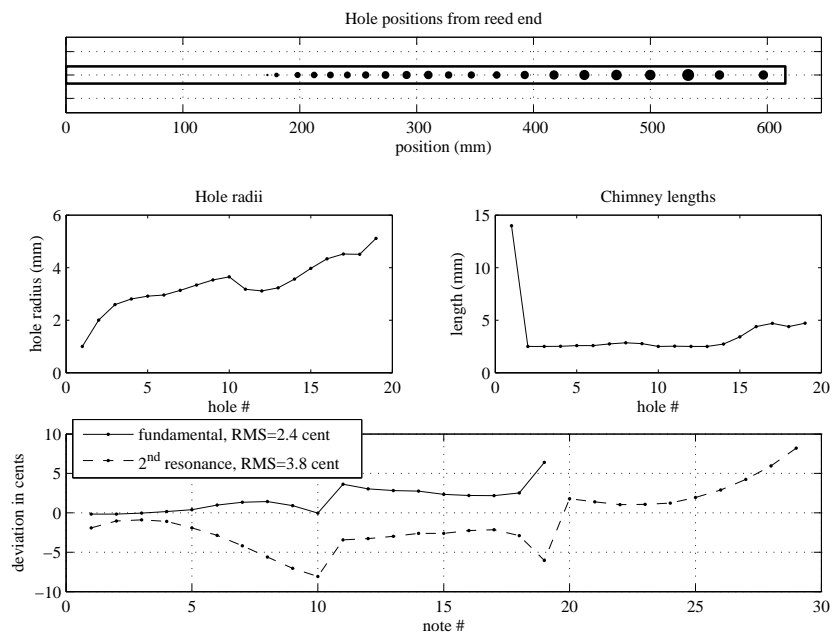 Hole positions from reed end
0 100 200 300 400 500 600
position (mm)
Hole radii
6
4
2
0
hole radius (mm)
0 5 10 15 20
hole #
Chimney lengths
15
10
5
0
length (mm)
0 5 10 15 20
hole #
fundamental, RMS=2.4 cent
2nd resonance, RMS=3.8 cent
10
5
0
−5
−10
deviation in cents
0 5 10 15 20 25 30
note #